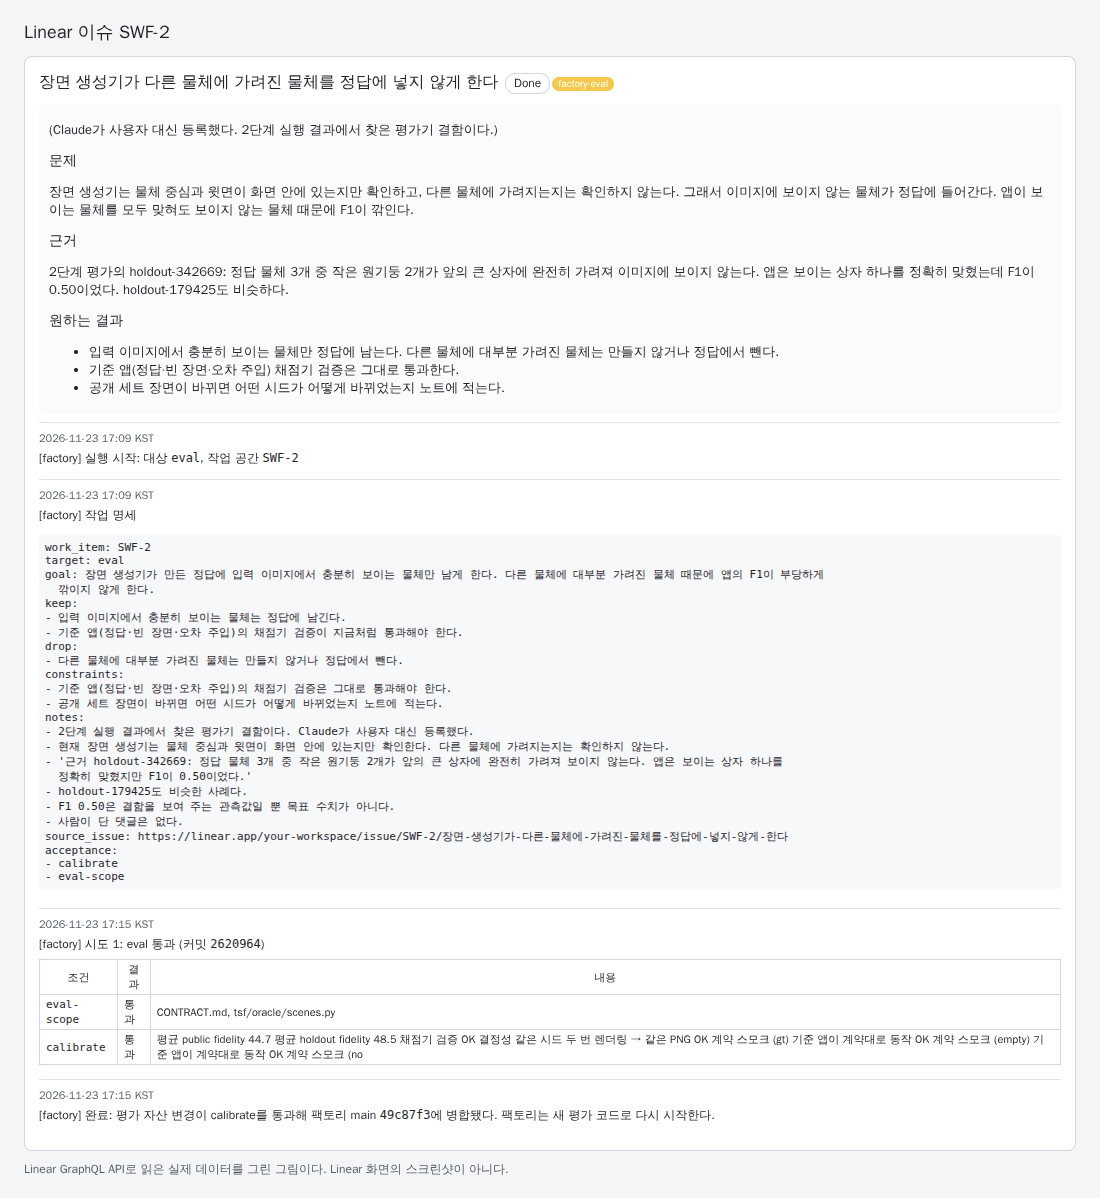 Linear 이슈 SWF-2
장면 생성기가 다른 물체에 가려진 물체를 정답에 넣지 않게 한다 Done factory-eval
(Claude가 사용자 대신 등록했다. 2단계 실행 결과에서 찾은 평가기 결함이다.)
문제
장면 생성기는 물체 중심과 윗면이 화면 안에 있는지만 확인하고, 다른 물체에 가려지는지는 확인하지 않는다. 그래서 이미지에 보이지 않는 물체가 정답에 들어간다. 앱이 보
이는 물체를 모두 맞혀도 보이지 않는 물체 때문에 F1이 깎인다.
근거
2단계 평가의 holdout-342669: 정답 물체 3개 중 작은 원기둥 2개가 앞의 큰 상자에 완전히 가려져 이미지에 보이지 않는다. 앱은 보이는 상자 하나를 정확히 맞혔는데 F1이
0.50이었다. holdout-179425도 비슷하다.
원하는 결과
• 입력 이미지에서 충분히 보이는 물체만 정답에 남는다. 다른 물체에 대부분 가려진 물체는 만들지 않거나 정답에서 뺀다.
• 기준 앱(정답·빈 장면·오차 주입) 채점기 검증은 그대로 통과한다.
• 공개 세트 장면이 바뀌면 어떤 시드가 어떻게 바뀌었는지 노트에 적는다.
2026-11-23 17:09 KST
[factory] 실행 시작: 대상 eval, 작업 공간 SWF-2
2026-11-23 17:09 KST
[factory] 작업 명세
work_item: SWF-2
target: eval
goal: 장면 생성기가 만든 정답에 입력 이미지에서 충분히 보이는 물체만 남게 한다. 다른 물체에 대부분 가려진 물체 때문에 앱의 F1이 부당하게
깎이지 않게 한다.
keep:
- 입력 이미지에서 충분히 보이는 물체는 정답에 남긴다.
- 기준 앱(정답·빈 장면·오차 주입)의 채점기 검증이 지금처럼 통과해야 한다.
drop:
- 다른 물체에 대부분 가려진 물체는 만들지 않거나 정답에서 뺀다.
constraints:
- 기준 앱(정답·빈 장면·오차 주입)의 채점기 검증은 그대로 통과해야 한다.
- 공개 세트 장면이 바뀌면 어떤 시드가 어떻게 바뀌었는지 노트에 적는다.
notes:
- 2단계 실행 결과에서 찾은 평가기 결함이다. Claude가 사용자 대신 등록했다.
- 현재 장면 생성기는 물체 중심과 윗면이 화면 안에 있는지만 확인한다. 다른 물체에 가려지는지는 확인하지 않는다.
- '근거 holdout-342669: 정답 물체 3개 중 작은 원기둥 2개가 앞의 큰 상자에 완전히 가려져 보이지 않는다. 앱은 보이는 상자 하나를
정확히 맞혔지만 F1이 0.50이었다.'
- holdout-179425도 비슷한 사례다.
- F1 0.50은 결함을 보여 주는 관측값일 뿐 목표 수치가 아니다.
- 사람이 단 댓글은 없다.
source_issue: https://linear.app/your-workspace/issue/SWF-2/장면-생성기가-다른-물체에-가려진-물체를-정답에-넣지-않게-한다
acceptance:
- calibrate
- eval-scope
2026-11-23 17:15 KST
[factory] 시도 1: eval 통과 (커밋 2620964)
조건 결과 내용
eval-scope 통과 CONTRACT.md, tsf/oracle/scenes.py
calibrate 통과 평균 public fidelity 44.7 평균 holdout fidelity 48.5 채점기 검증 OK 결정성 같은 시드 두 번 렌더링 → 같은 PNG OK 계약 스모크 (gt) 기준 앱이 계약대로 동작 OK 계약 스모크 (empty) 기
준 앱이 계약대로 동작 OK 계약 스모크 (no
2026-11-23 17:15 KST
[factory] 완료: 평가 자산 변경이 calibrate를 통과해 팩토리 main 49c87f3에 병합됐다. 팩토리는 새 평가 코드로 다시 시작한다.
Linear GraphQL API로 읽은 실제 데이터를 그린 그림이다. Linear 화면의 스크린샷이 아니다.